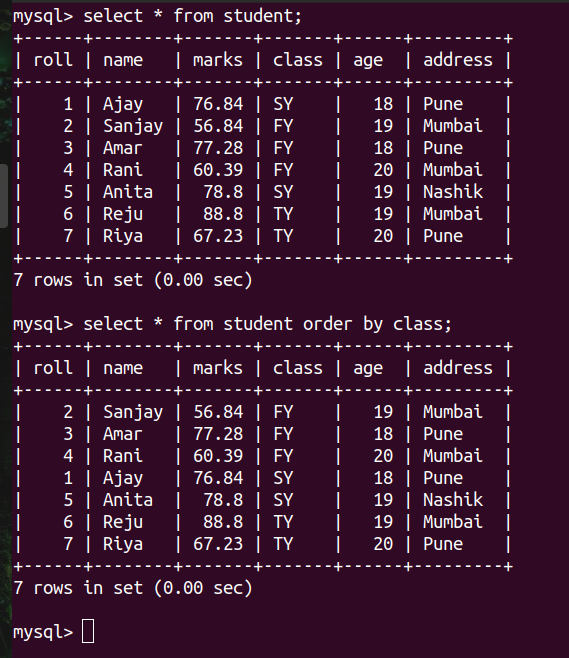 mysql> select * from student;
+------+--------+-------+-------+------+---------+
| roll | name   | marks | class | age  | address |
+------+--------+-------+-------+------+---------+
|    1 | Ajay   | 76.84 | SY    |   18 | Pune    |
|    2 | Sanjay | 56.84 | FY    |   19 | Mumbai  |
|    3 | Amar   | 77.28 | FY    |   18 | Pune    |
|    4 | Rani   | 60.39 | FY    |   20 | Mumbai  |
|    5 | Anita  |  78.8 | SY    |   19 | Nashik  |
|    6 | Reju   |  88.8 | TY    |   19 | Mumbai  |
|    7 | Riya   | 67.23 | TY    |   20 | Pune    |
+------+--------+-------+-------+------+---------+
7 rows in set (0.00 sec)

mysql> select * from student order by class;
+------+--------+-------+-------+------+---------+
| roll | name   | marks | class | age  | address |
+------+--------+-------+-------+------+---------+
|    2 | Sanjay | 56.84 | FY    |   19 | Mumbai  |
|    3 | Amar   | 77.28 | FY    |   18 | Pune    |
|    4 | Rani   | 60.39 | FY    |   20 | Mumbai  |
|    1 | Ajay   | 76.84 | SY    |   18 | Pune    |
|    5 | Anita  |  78.8 | SY    |   19 | Nashik  |
|    6 | Reju   |  88.8 | TY    |   19 | Mumbai  |
|    7 | Riya   | 67.23 | TY    |   20 | Pune    |
+------+--------+-------+-------+------+---------+
7 rows in set (0.00 sec)

mysql>